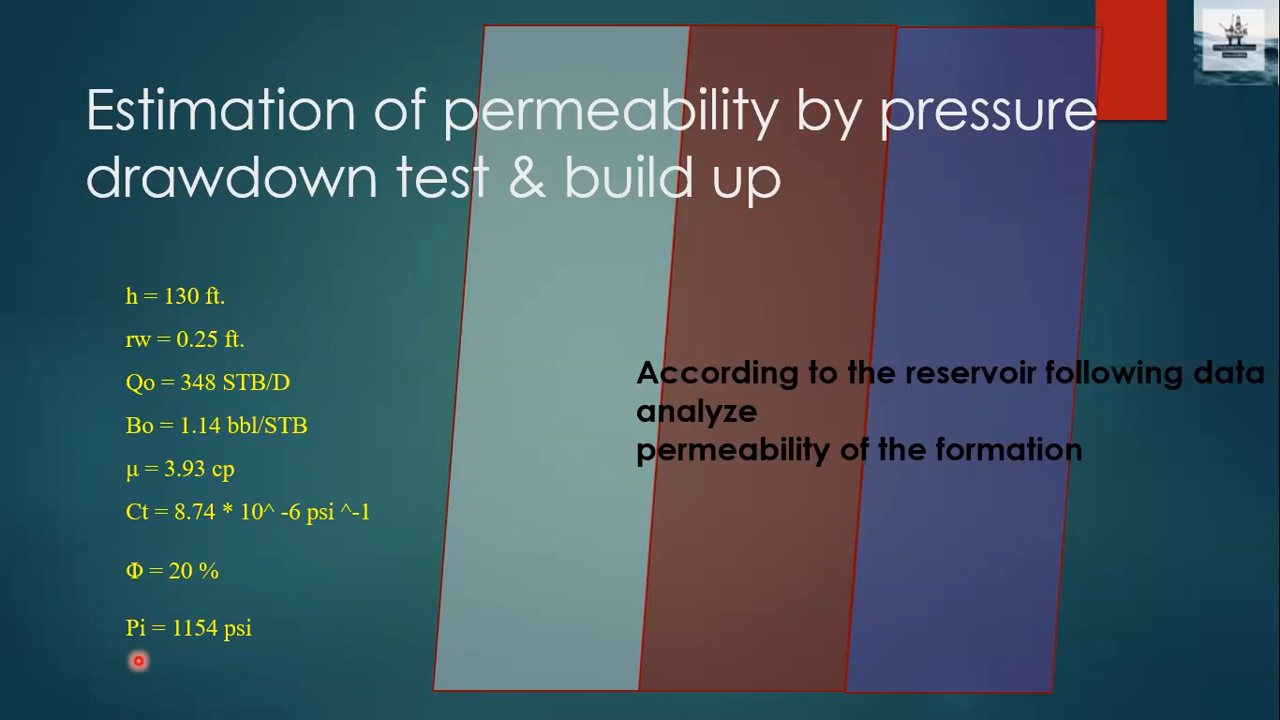 Estimation of permeability by pressure
drawdown test & build up
h = 130 ft.
rw = 0.25 ft.
Qo = 348 STB/D
Bo = 1.14 bbl/STB
μ = 3.93 cp
Ct = 8.74 * 10^ -6 psi ^-1
Φ = 20 %
Pi = 1154 psi
According to the reservoir following data
analyze
permeability of the formation